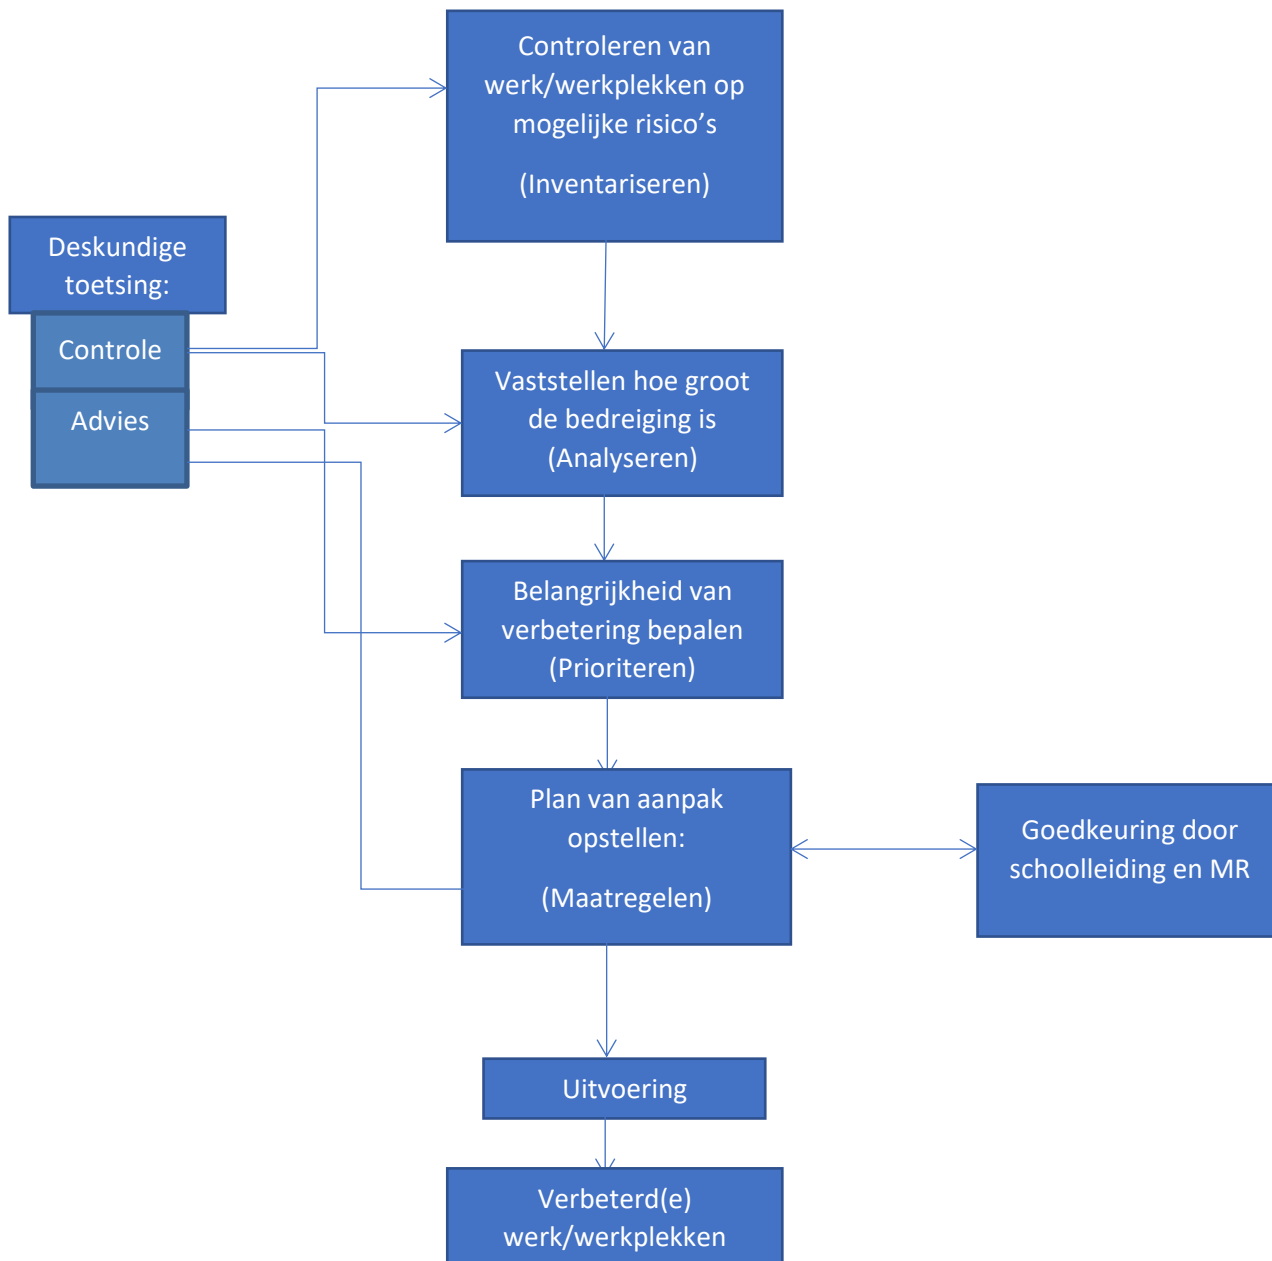 Controleren van
werk/werkplekken op
mogelijke risico’s
(Inventariseren)
Deskundige
toetsing:
Controle
Advies
Vaststellen hoe groot
de bedreiging is
(Analyseren)
Belangrijkheid van
verbetering bepalen
(Prioriteren)
Plan van aanpak
opstellen:
(Maatregelen)
Goedkeuring door
schoolleiding en MR
Uitvoering
Verbeterd(e)
werk/werkplekken